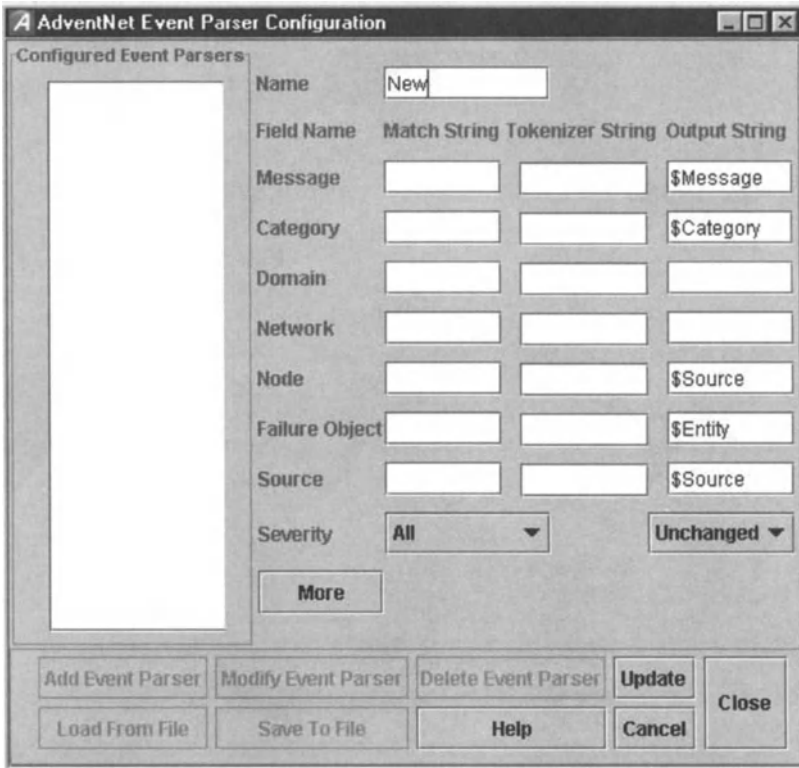 AdventNet Event Parser Configuration
Configured Event Parsers
Name New
Field Name Match String Tokenizer String Output String
Message $Message
Category $Category
Domain
Network
Node $Source
Failure Object $Entity
Source $Source
Severity All Unchanged
More
Add Event Parser Modify Event Parser Delete Event Parser Update Close
Load From File Save To File Help Cancel